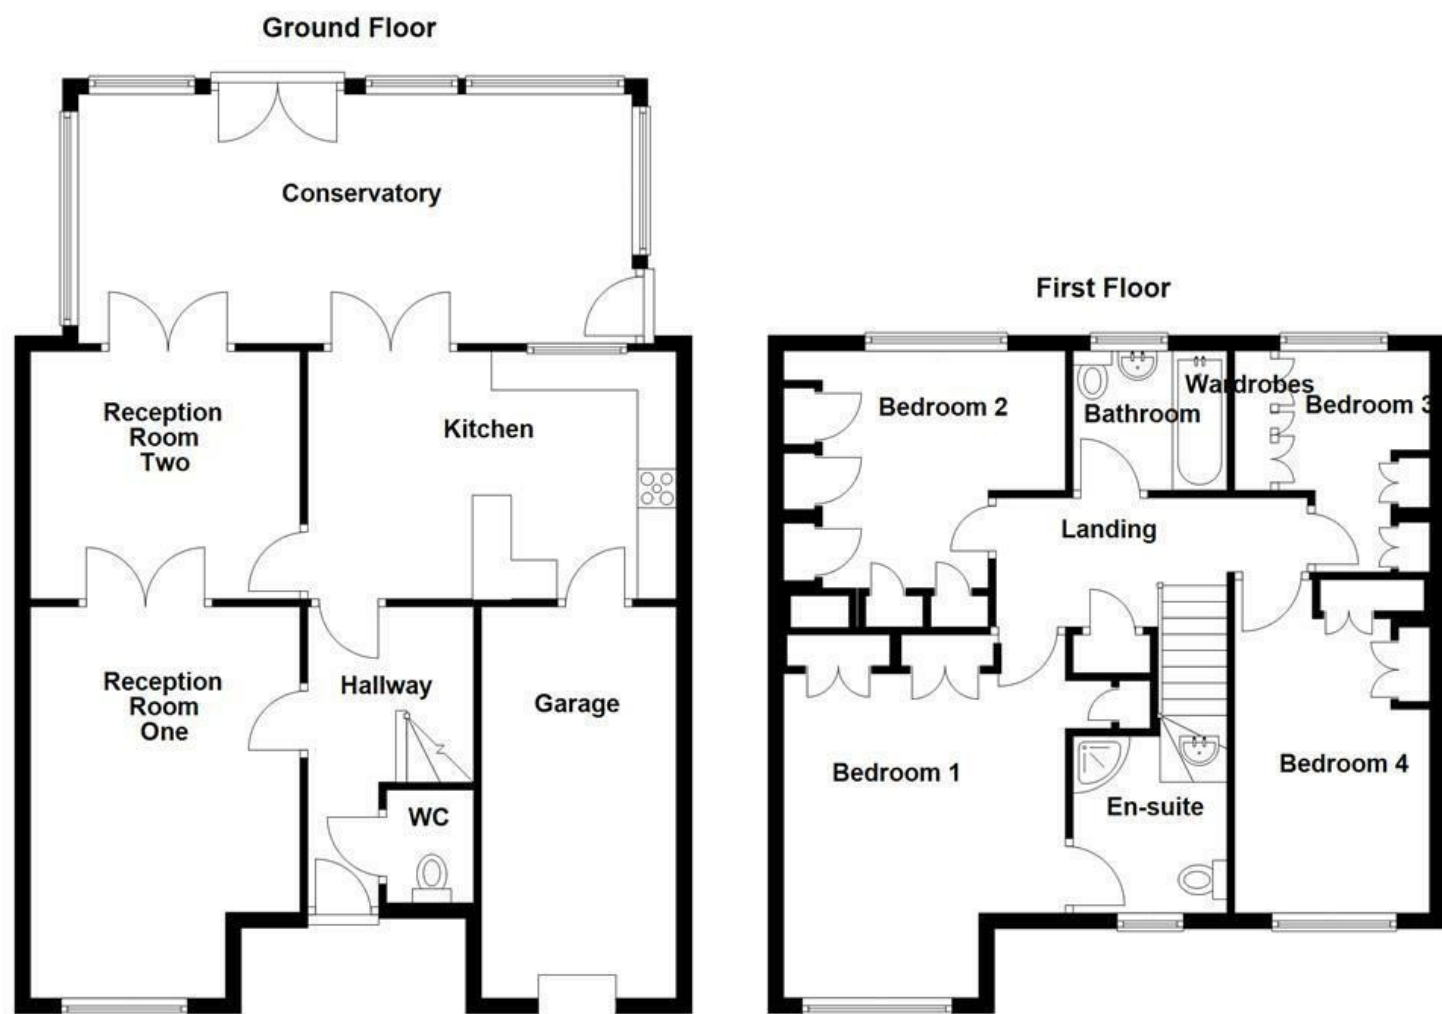 Ground Floor
Conservatory
Reception
Room
Two
Kitchen
Reception
Room
One
Hallway
Garage
WC
First Floor
Bedroom 2
Bathroom
Wardrobes
Bedroom 3
Landing
Bedroom 1
En-suite
Bedroom 4